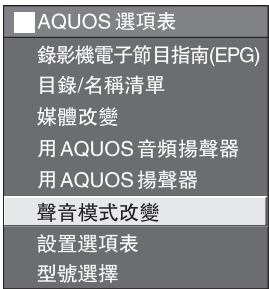 AQUOS 選項表
錄影機電子節目指南(EPG)
目錄/名稱清單
媒體改變
用 AQUOS 音頻揚聲器
用 AQUOS 揚聲器
聲音模式改變
設置選項表
型號選擇